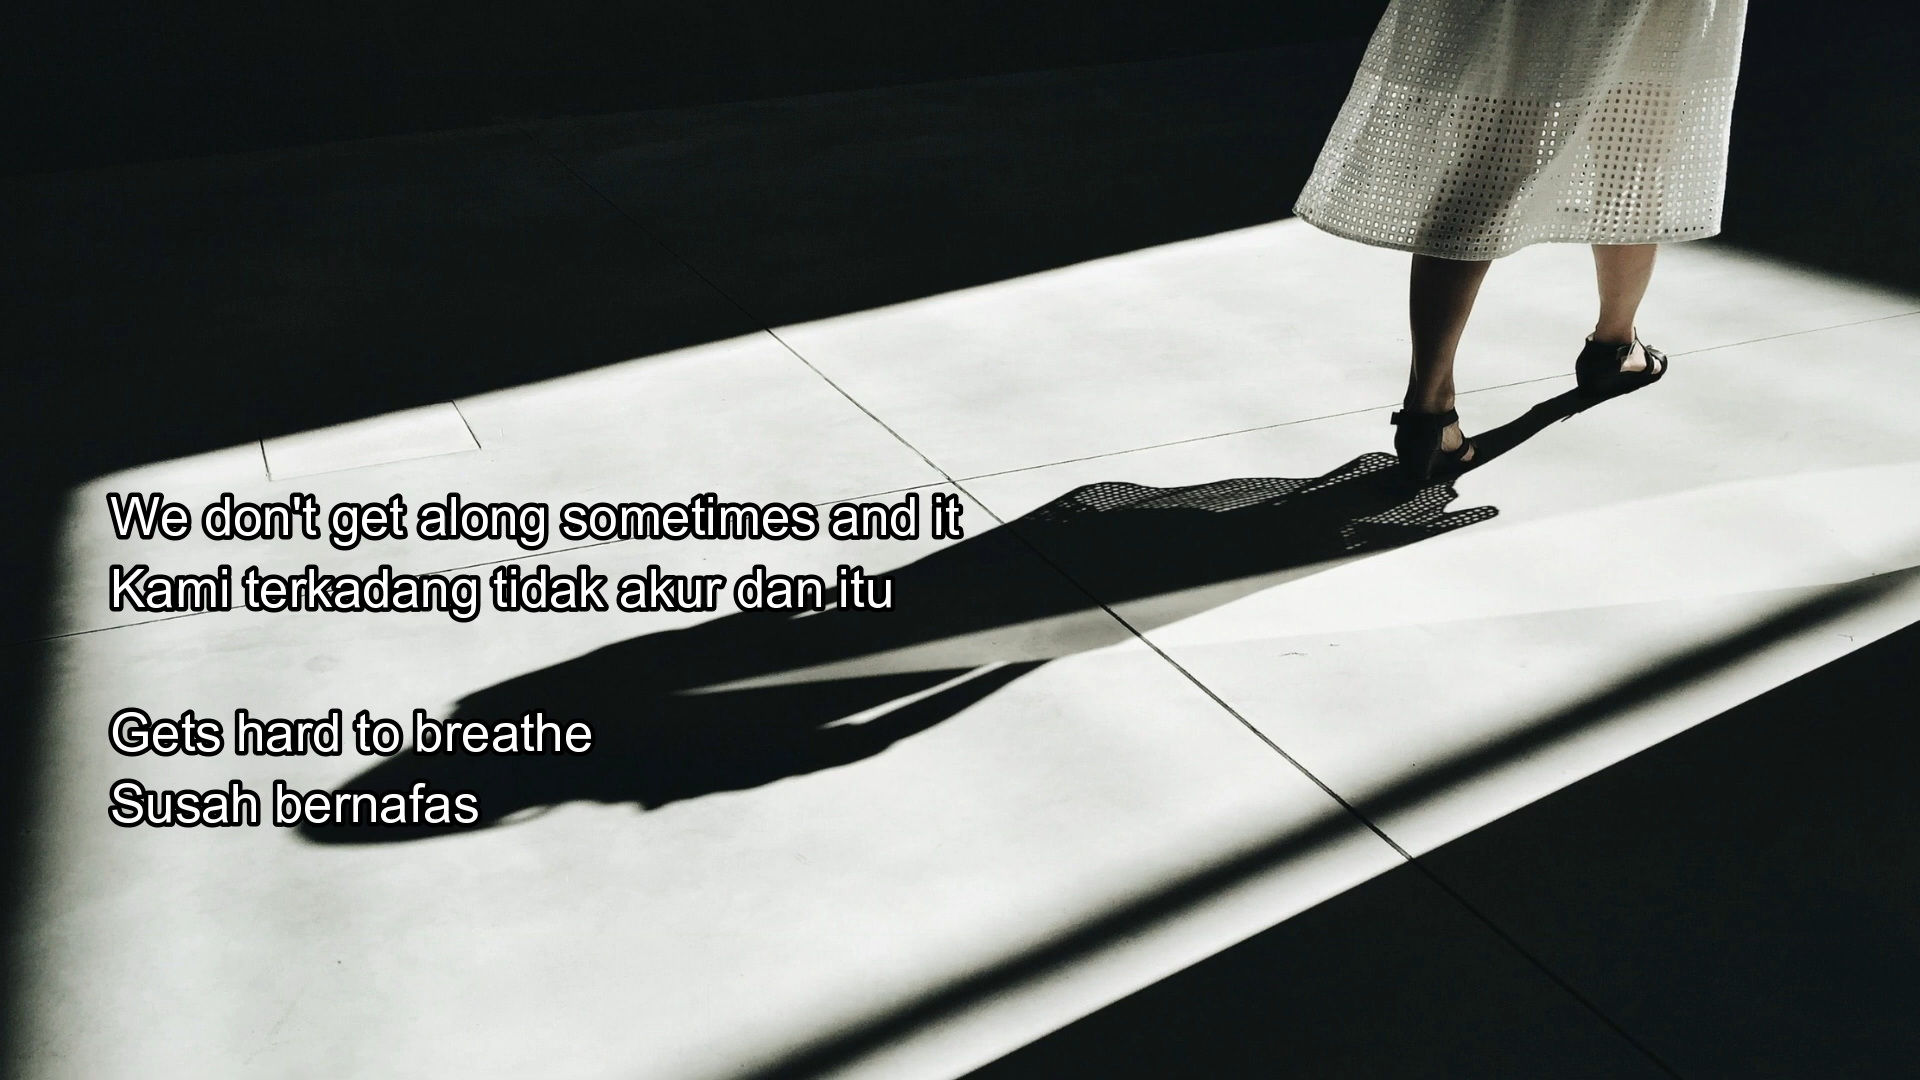 We don't get along sometimes and it
Kami terkadang tidak akur dan itu
Gets hard to breathe
Susah bernafas